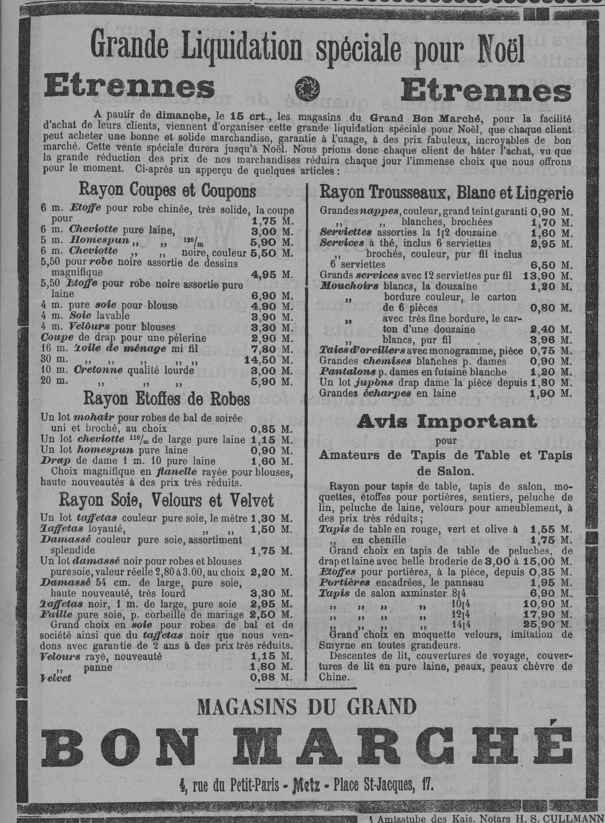 Grande Liquidation spéciale pour Noël
Etrennes Etrennes
A paatir de dimanche, le 15 crt., les magasins du Grand Bon Marché, pour la facilité
d'achat de leurs clients, viennent d'organiser cette grande liquidation spéciale pour Noël, que chaque client
peut acheter une bonne et solide marchandise, garantie à l'usage, à des prix fabuleux, incroyables de bon
marché. Cette vente spéciale durera jusqu'à Noël. Nous prions donc chaque client de hâter l'achat, vu que
la grande réduction des prix de nos marchandises réduira chaque jour l'immense choix que nous offrons
pour le moment. Ci-après un apperçu de quelques articles :
Rayon Coupes et Coupons
6 m. Etoffe pour robe chinée, très solide, la coupe
pour 1,75 M.
6 m. Cheviotte pure laine, 3,00 M.
5 m. Homespun „ „ 120/m 5,90 M.
6 m. Cheviotte „ „ noire, couleur 5,50 M.
5,50 pour robe noire assortie de dessins
magnifique 4,95 M.
5,50 Etoffe pour robe noire assortie pure
laine 6,90 M.
4 m. pure soie pour blouse 4,90 M.
4 m. Soie lavable 3,90 M.
4 m. Velours pour blouses 3,30 M.
Coupe de drap pour une pélerine 2,90 M.
16 m. Toile de ménage mi fil 7,80 M.
30 m. „ „ „ „ „ 14,50 M.
10 m. Cretonne qualité lourde 3,00 M.
20 m. „ „ „ 5,90 M.
Rayon Etoffes de Robes
Un lot mohair pour robes de bal de soirée
uni et broché, au choix 0,85 M.
Un lot cheviotte 110/m de large pure laine 1,15 M.
Un lot homespun pure laine 0,90 M.
Drap de dame 1 m. 10 pure laine 1,60 M.
Choix magnifique en flanelle rayée pour blouses,
haute nouveautés à des prix très réduits.
Rayon Soie, Velours et Velvet
Un lot taffetas couleur pure soie, le mètre 1,30 M.
Taffetas loyauté, „ „ 1,50 M.
Damassé couleur pure soie, assortiment
splendide 1,75 M.
Un lot damassé noir pour robes et blouses
pure soie, valeur réelle 2,80 à 3.00, au choix 2,20 M.
Damassé 54 cm. de large, pure soie,
haute nouveauté, très lourd 3,30 M.
Taffetas noir, 1 m. de large, pure soie 2,95 M.
Faille pure soie, p. corbeille de mariage 2,50 M.
Grand choix en soie pour robes de bal et de
société ainsi que du taffetas noir que nous ven-
dons avec garantie de 2 ans à des prix très réduits.
Velours rayé, nouveauté 1,15 M.
„ panne 1,80 M.
Velvet 0,98 M.
Rayon Trousseaux, Blanc et Lingerie
Grandes nappes, couleur, grand teint garanti 0,90 M.
„ „ blanches, brochées 1,70 M.
Serviettes assorties la 1/2 douzaine 1,60 M.
Services à thé, inclus 6 serviettes 2,95 M.
„ brochés, couleur, pur fil inclus
6 serviettes 6,50 M.
Grands services avec 12 serviettes pur fil 13,90 M.
Mouchoirs blancs, la douzaine 1,20 M.
„ bordure couleur, le carton
de 6 pièces 0,80 M.
„ avec très fine bordure, le car-
ton d'une douzaine 2,40 M.
„ blancs, pur fil 3,96 M.
Taies d'oreillers avec monogramme, pièce 0,75 M.
Grandes chemises blanches p. dames 0,90 M.
Pantalons p. dames en futaine blanche 1,20 M.
Un lot jupons drap dame la pièce depuis 1,80 M.
Grandes écharpes en laine 1,90 M.
Avis Important
pour
Amateurs de Tapis de Table et Tapis
de Salon.
Rayon pour tapis de table, tapis de salon, mo-
quettes, étoffes pour portières, sentiers, peluche de
lin, peluche de laine, velours pour ameublement, à
des prix très réduits ;
Tapis de table en rouge, vert et olive à 1,55 M.
„ en chenille 1,75 M.
Grand choix en tapis de table de peluches, de
drap et laine avec belle broderie de 3,00 à 15,00 M.
Etoffes pour portières, à la pièce, depuis 0,35 M.
Portières encadrées, le panneau 1,95 M.
Tapis de salon axminster 8/4 6,90 M.
„ „ „ „ 10/4 10,90 M.
„ „ „ „ 12/4 17,90 M.
„ „ „ „ 14/4 25,90 M.
Grand choix en moquette velours, imitation de
Smyrne en toutes grandeurs.
Descentes de lit, couvertures de voyage, couver-
tures de lit en pure laine, peaux, peaux chèvre de
Chine.
MAGASINS DU GRAND
BON MARCHÉ
4, rue du Petit-Paris - Metz - Place St-Jacques, 17.
Amtsstube des Kais. Notars H. S. CULLMANN